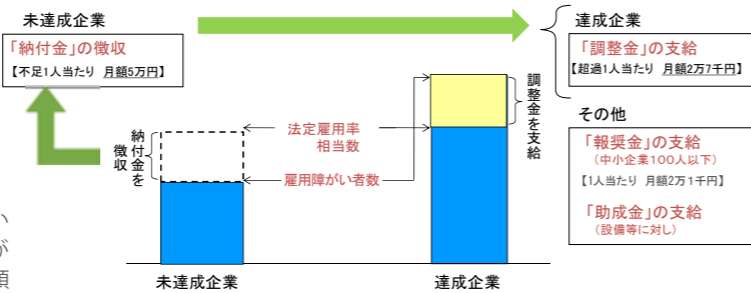 未達成企業
「納付金」の徴収
【不足1人当たり 月額5万円】
達成企業
「調整金」の支給
【超過1人当たり 月額2万7千円】
その他
「報奨金」の支給
(中小企業100人以下)
【1人当たり 月額2万1千円】
「助成金」の支給
(設備等に対し)
納付金を
徴収
法定雇用率
相当数
雇用障がい者数
調整金を支給
未達成企業
達成企業
い
が